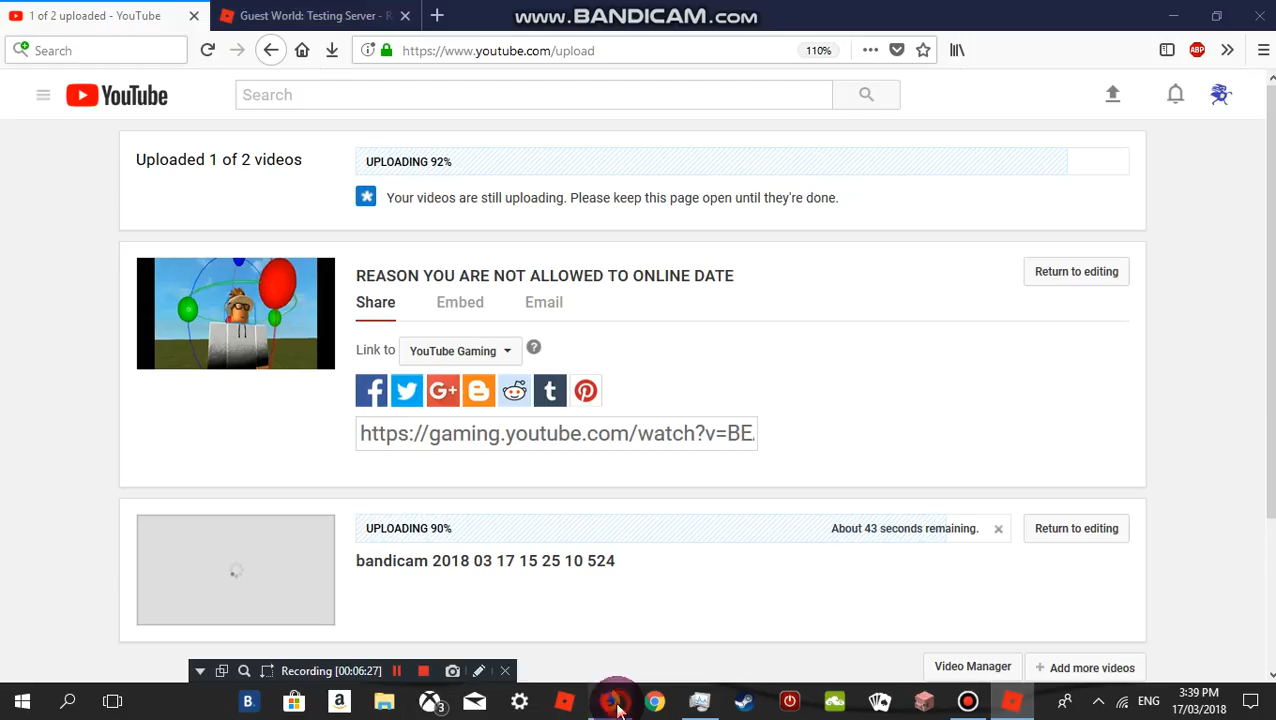 www.BANDICAM.com
1 of 2 uploaded - YouTube
Guest World: Testing Server - R
Search
https://www.youtube.com/upload
110%
ABP
YouTube
Search
Uploaded 1 of 2 videos
UPLOADING 92%
Your videos are still uploading. Please keep this page open until they're done.
REASON YOU ARE NOT ALLOWED TO ONLINE DATE
Return to editing
Share Embed Email
Link to YouTube Gaming ?
https://gaming.youtube.com/watch?v=BE
UPLOADING 90% About 43 seconds remaining.
Return to editing
bandicam 2018 03 17 15 25 10 524
Recording [00:06:27]
Video Manager
+ Add more videos
3:39 PM
ENG
17/03/2018